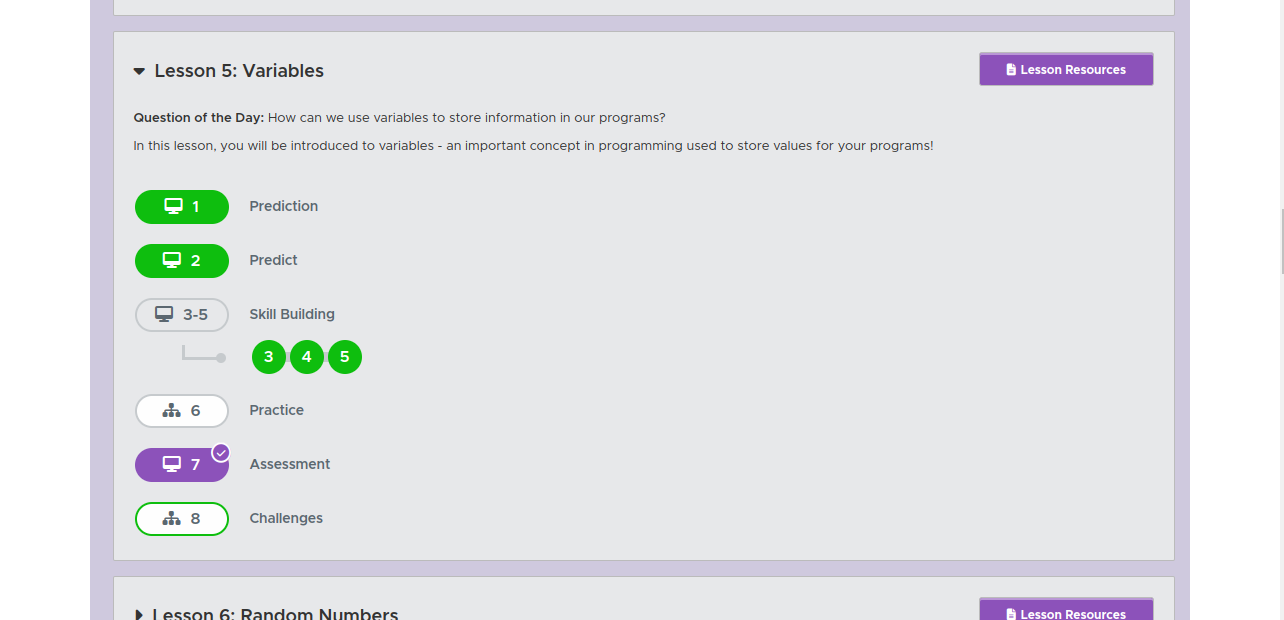 Lesson 5: Variables
Lesson Resources
Question of the Day: How can we use variables to store information in our programs?
In this lesson, you will be introduced to variables - an important concept in programming used to store values for your programs!
1 Prediction
2 Predict
3-5 Skill Building
3 4 5
6 Practice
7 Assessment
8 Challenges
Lesson 6: Random Numbers
Lesson Resources